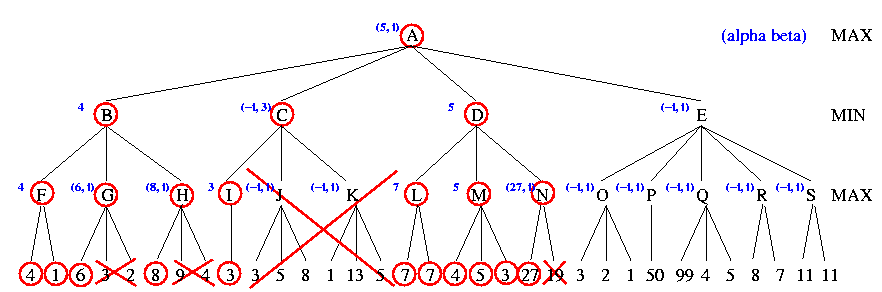 (5, 1) A (alpha beta) MAX
4 B (−1, 3) C 5 D (−1, 1) E MIN
4 F (6, 1) G (8, 1) H 3 I (−1, 1) J (−1, 1) K 7 L 5 M (27, 1) N (−1, 1) O (−1, 1) P (−1, 1) Q (−1, 1) R (−1, 1) S MAX
4 1 6 3 2 8 9 4 3 3 5 8 1 13 5 7 7 4 5 3 27 19 3 2 1 50 99 4 5 8 7 11 11